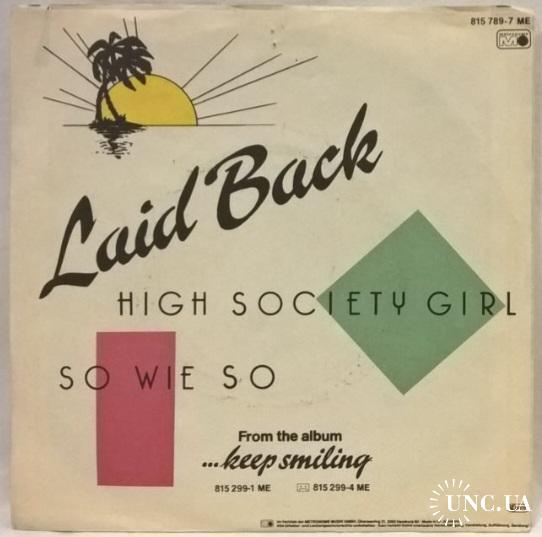 815 789-7 ME
Laid Back
HIGH SOCIETY GIRL
SO WIE SO
From the album
...keep smiling
815 299-1 ME 815 299-4 ME
UNC.UA